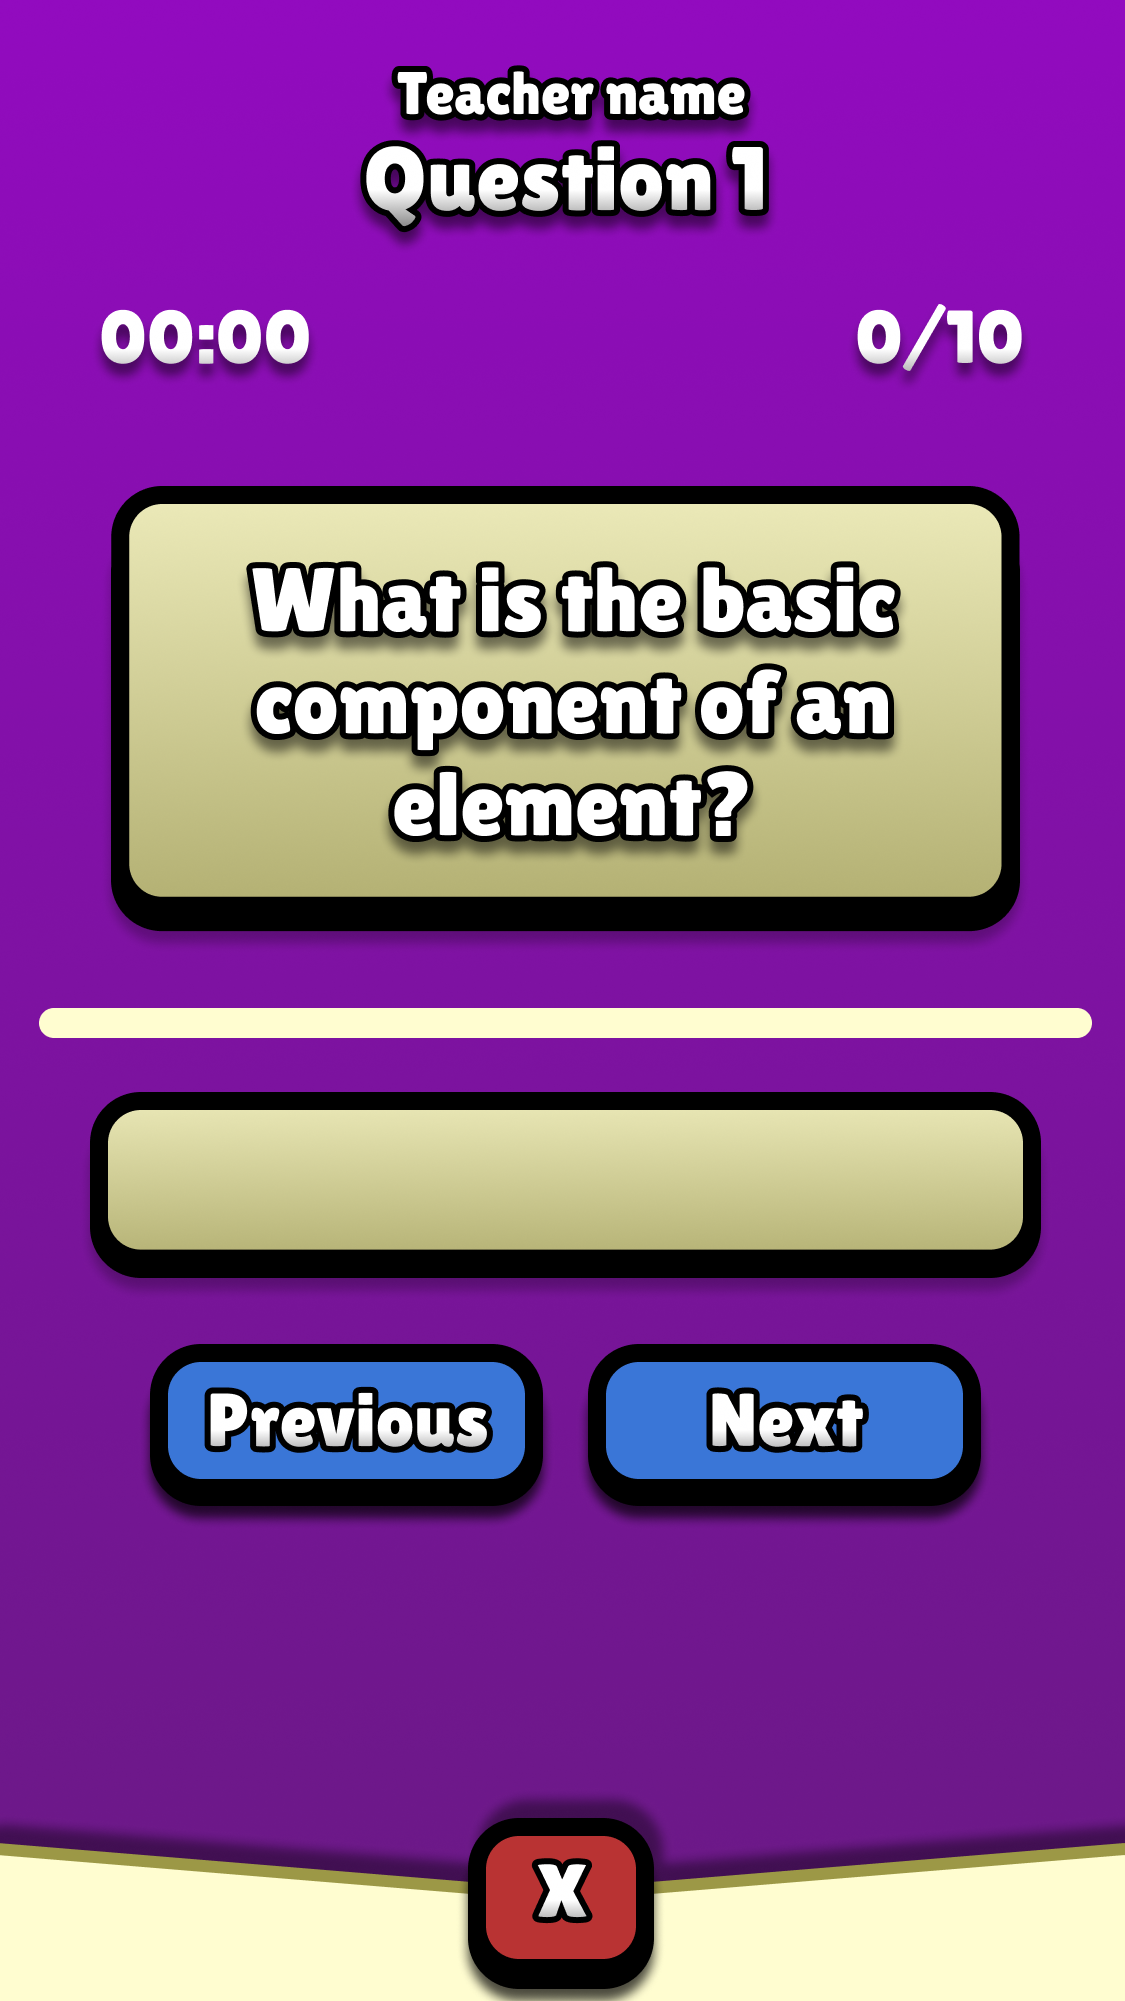 Teacher name
Question 1
00:00
0/10
What is the basic
component of an
element?
Previous
Next
X